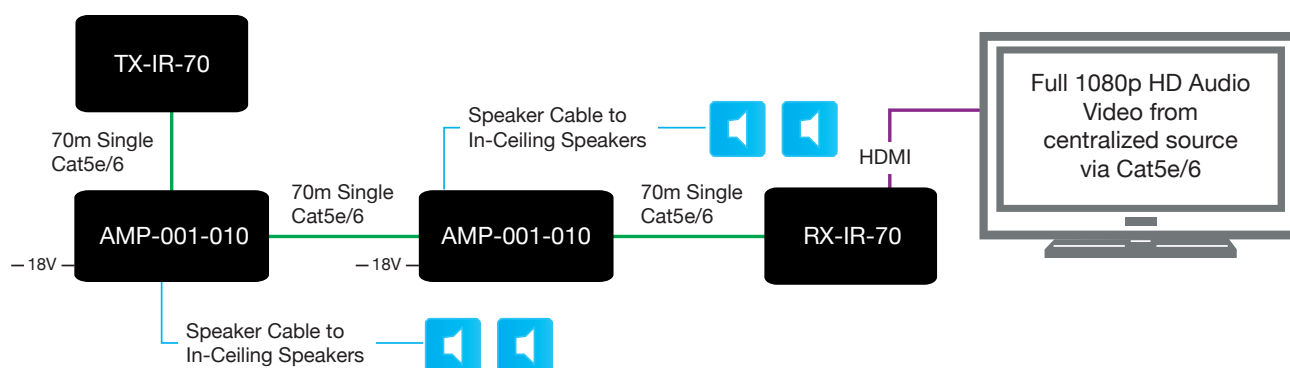 TX-IR-70
70m Single
Cat5e/6
AMP-001-010
— 18V —
Speaker Cable to
In-Ceiling Speakers
70m Single
Cat5e/6
Speaker Cable to
In-Ceiling Speakers
AMP-001-010
— 18V —
70m Single
Cat5e/6
RX-IR-70
HDMI
Full 1080p HD Audio
Video from
centralized source
via Cat5e/6